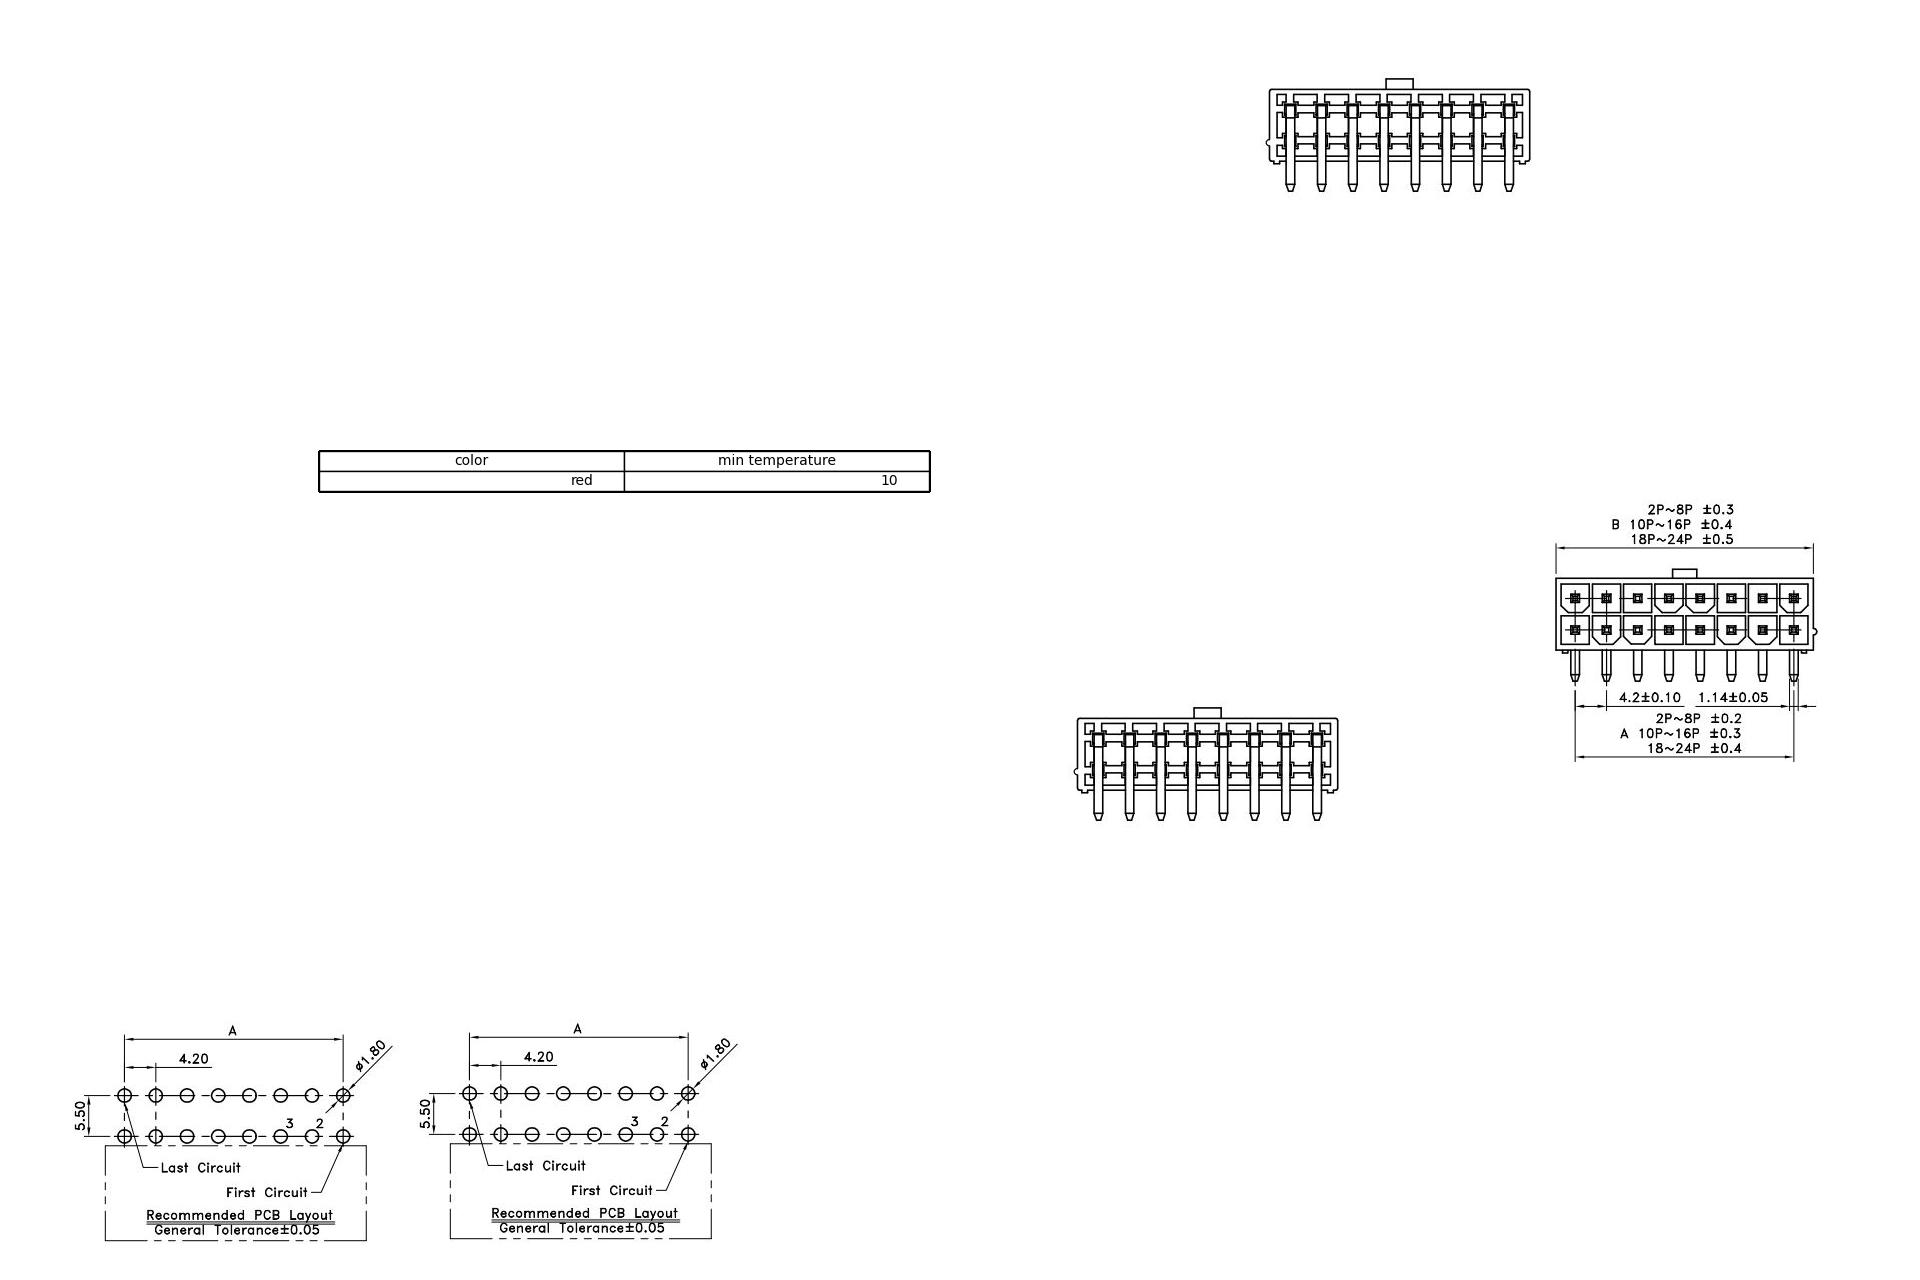 color min temperature
red 10
2P~8P ±0.3
B 10P~16P ±0.4
18P~24P ±0.5
4.2±0.10 1.14±0.05
2P~8P ±0.2
A 10P~16P ±0.3
18~24P ±0.4
A
4.20
ø1.80
5.50
3 2
Last Circuit
First Circuit
Recommended PCB Layout
General Tolerance±0.05
A
4.20
ø1.80
5.50
3 2
Last Circuit
First Circuit
Recommended PCB Layout
General Tolerance±0.05